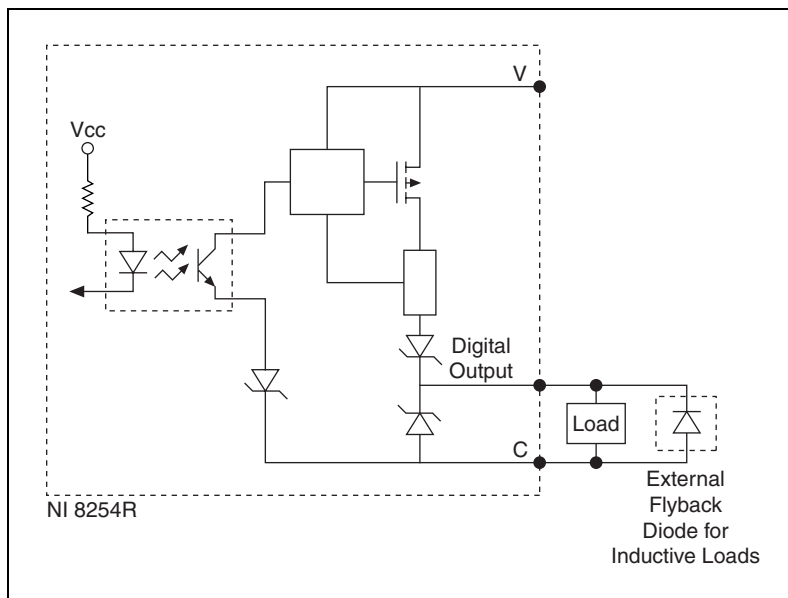 V
Vcc
Digital
Output
Load
C
NI 8254R
External
Flyback
Diode for
Inductive Loads